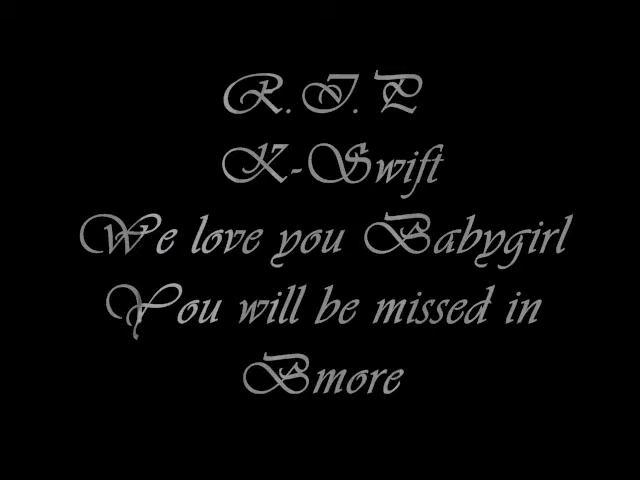 R.I.P
K-Swift
We love you Babygirl
You will be missed in
Bmore